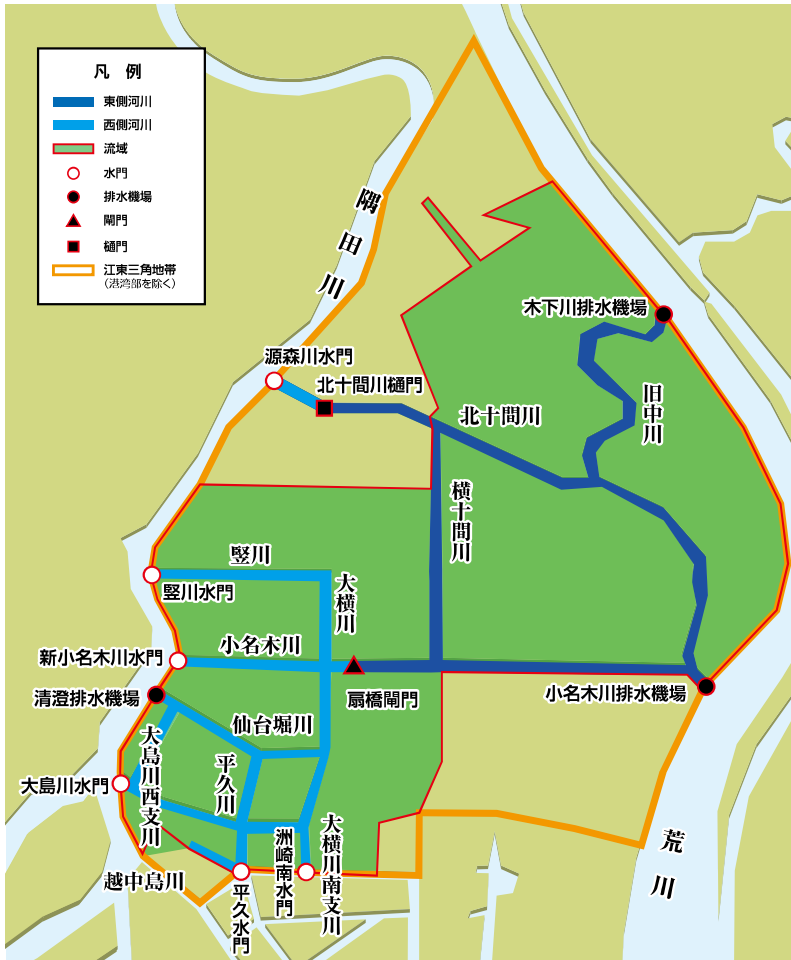 凡 例
東側河川
西側河川
流域
水門
排水機場
閘門
樋門
江東三角地帯
（港湾部を除く）
隅田川
木下川排水機場
源森川水門
北十間川樋門
北十間川
旧中川
横十間川
竪川
大横川
竪川水門
小名木川
新小名木川水門
清澄排水機場
扇橋閘門
小名木川排水機場
仙台堀川
大島川西支川
平久川
大島川水門
洲崎南水門
大横川南支川
越中島川
平久水門
荒川